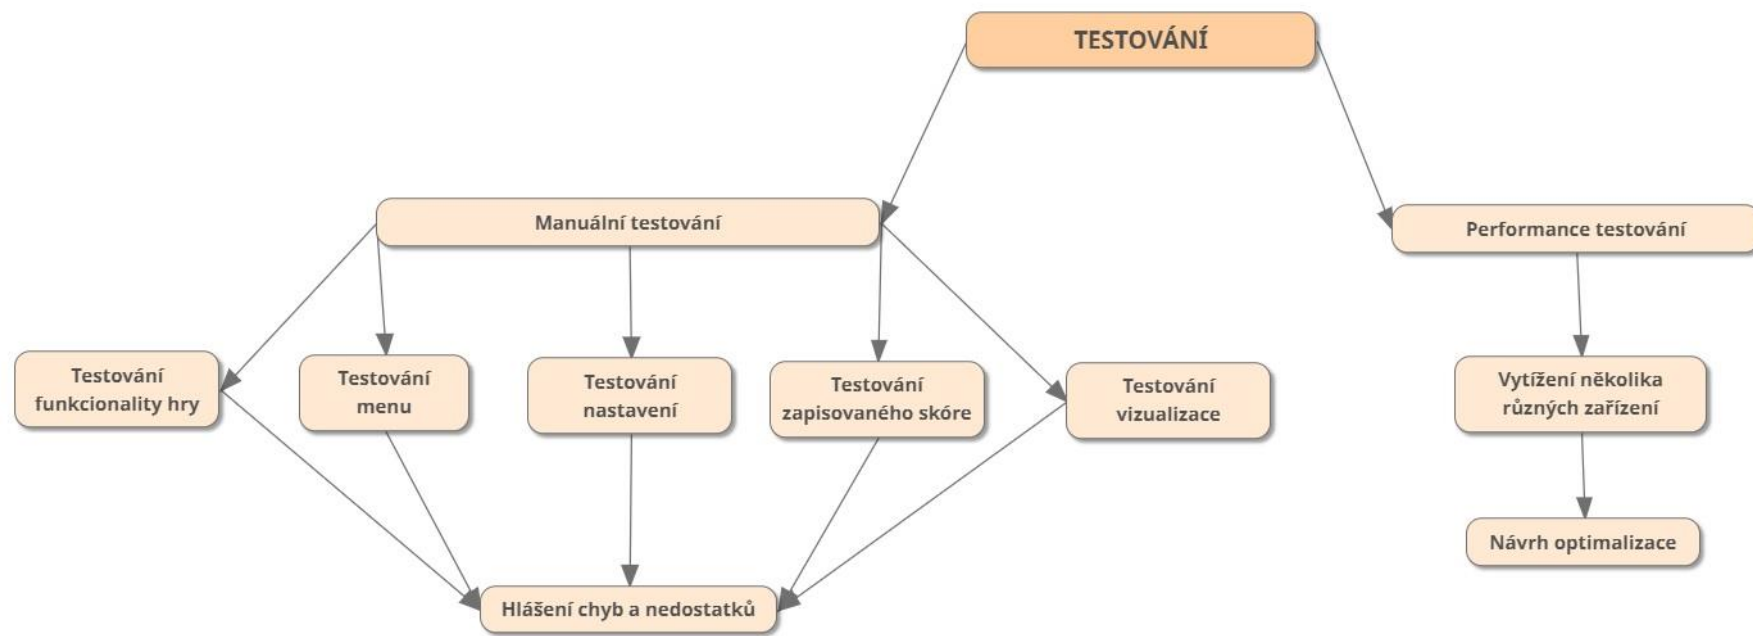 TESTOVÁNÍ
Manuální testování
Performance testování
Testování
funkcionality hry
Testování
menu
Testování
nastavení
Testování
zapisovaného skóre
Testování
vizualizace
Vytížení několika
různých zařízení
Návrh optimalizace
Hlášení chyb a nedostatků